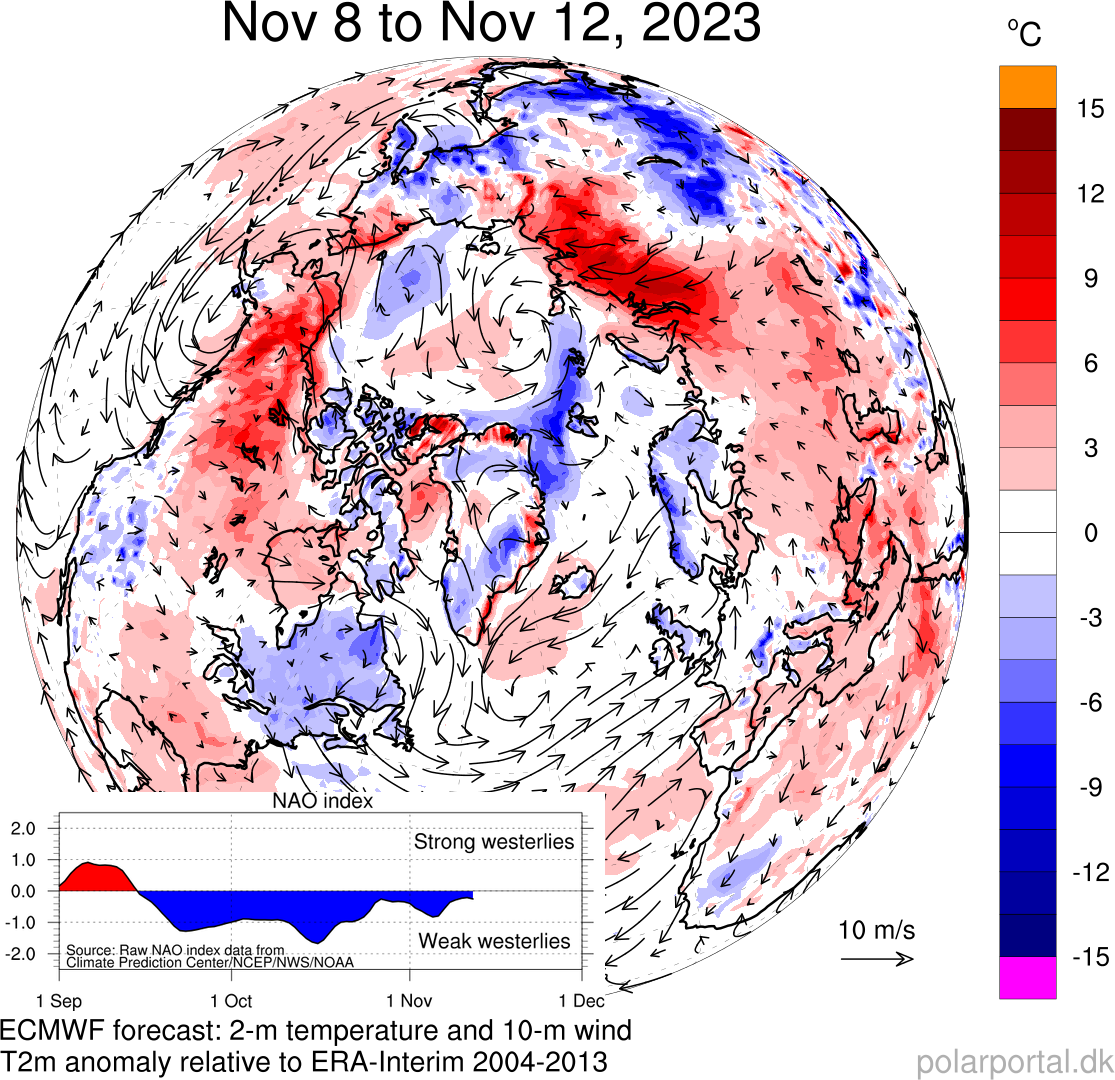 Nov 8 to Nov 12, 2023
°C
15
12
9
6
3
0
-3
-6
-9
-12
-15
10 m/s
NAO index
2.0
1.0
0.0
-1.0
-2.0
Strong westerlies
Weak westerlies
Source: Raw NAO index data from
Climate Prediction Center/NCEP/NWS/NOAA
1 Sep 1 Oct 1 Nov 1 Dec
ECMWF forecast: 2-m temperature and 10-m wind
T2m anomaly relative to ERA-Interim 2004-2013
polarportal.dk